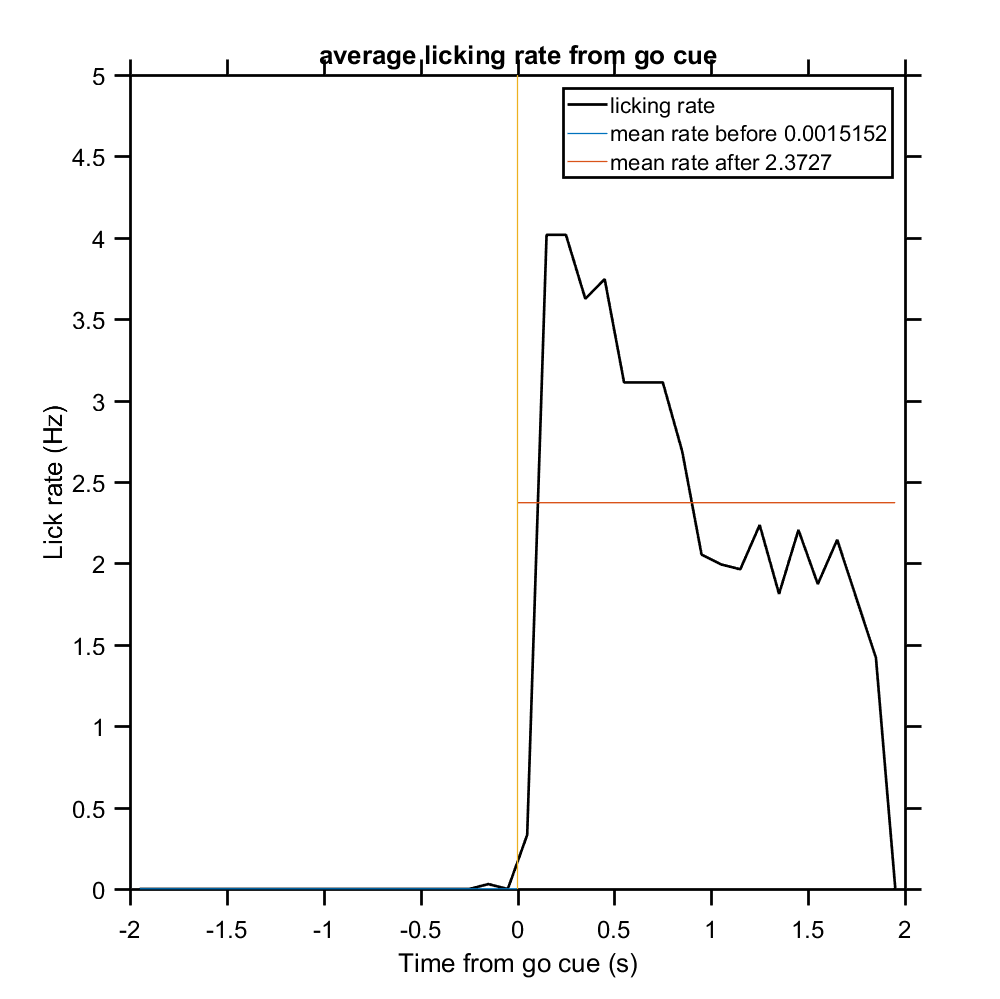 average licking rate from go cue
licking rate
mean rate before 0.0015152
mean rate after 2.3727
5
4.5
4
3.5
3
2.5
2
1.5
1
0.5
0
Lick rate (Hz)
-2 -1.5 -1 -0.5 0 0.5 1 1.5 2
Time from go cue (s)